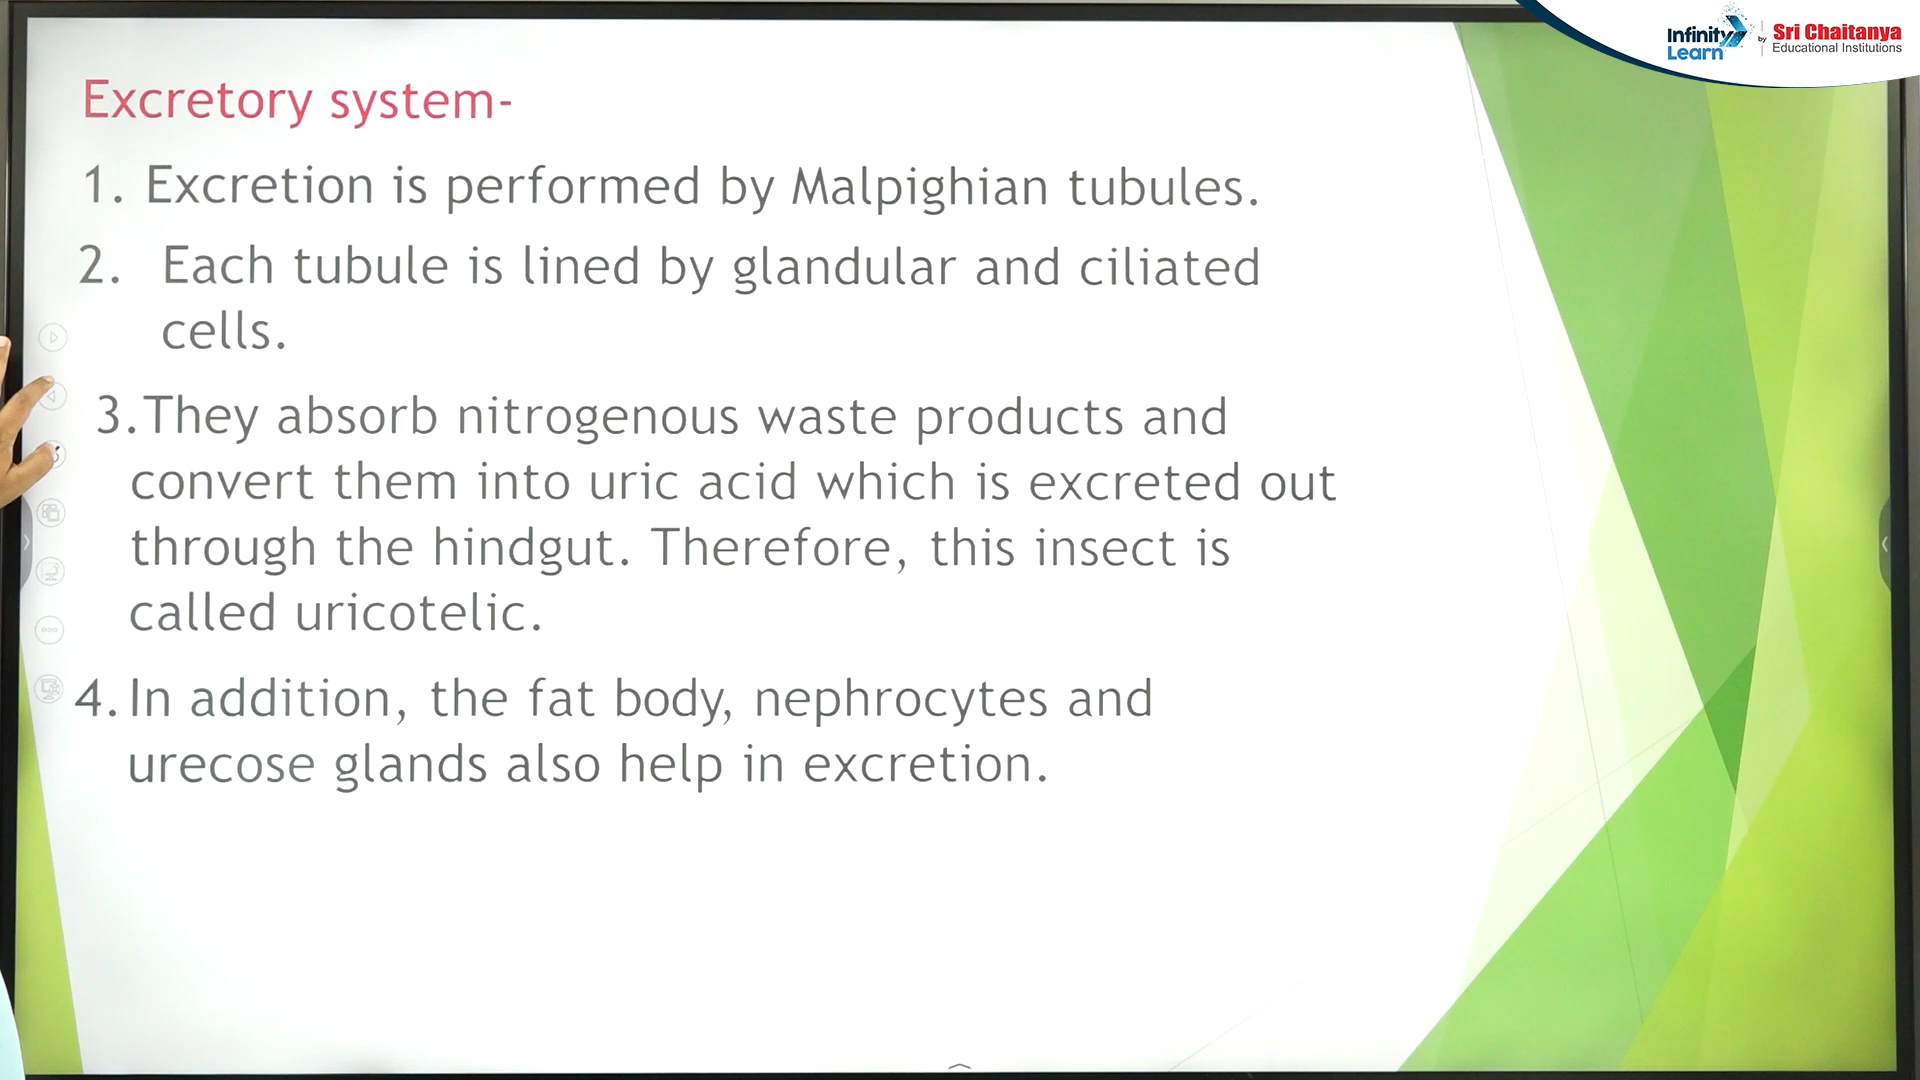 Infinity
Learn
by
Sri Chaitanya
Educational Institutions
Excretory system-
1. Excretion is performed by Malpighian tubules.
2. Each tubule is lined by glandular and ciliated
cells.
3.They absorb nitrogenous waste products and
convert them into uric acid which is excreted out
through the hindgut. Therefore, this insect is
called uricotelic.
4.In addition, the fat body, nephrocytes and
urecose glands also help in excretion.